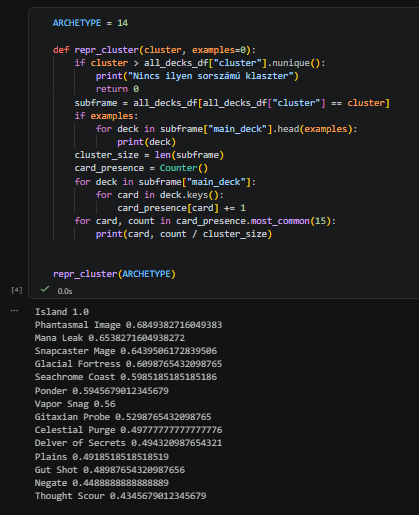 ARCHETYPE = 14
def repr_cluster(cluster, examples=0):
    if cluster > all_decks_df["cluster"].nunique():
        print("Nincs ilyen sorszámú klaszter")
        return 0
    subframe = all_decks_df[all_decks_df["cluster"] == cluster]
    if examples:
        for deck in subframe["main_deck"].head(examples):
            print(deck)
    cluster_size = len(subframe)
    card_presence = Counter()
    for deck in subframe["main_deck"]:
        for card in deck.keys():
            card_presence[card] += 1
    for card, count in card_presence.most_common(15):
        print(card, count / cluster_size)
repr_cluster(ARCHETYPE)
[4] ✓ 0.0s
... Island 1.0
Phantasmal Image 0.6849382716049383
Mana Leak 0.6538271604938272
Snapcaster Mage 0.6439506172839506
Glacial Fortress 0.6098765432098765
Seachrome Coast 0.5985185185185186
Ponder 0.5945679012345679
Vapor Snag 0.56
Gitaxian Probe 0.5298765432098765
Celestial Purge 0.49777777777777776
Delver of Secrets 0.494320987654321
Plains 0.4918518518518519
Gut Shot 0.48987654320987656
Negate 0.4488888888888889
Thought Scour 0.4345679012345679